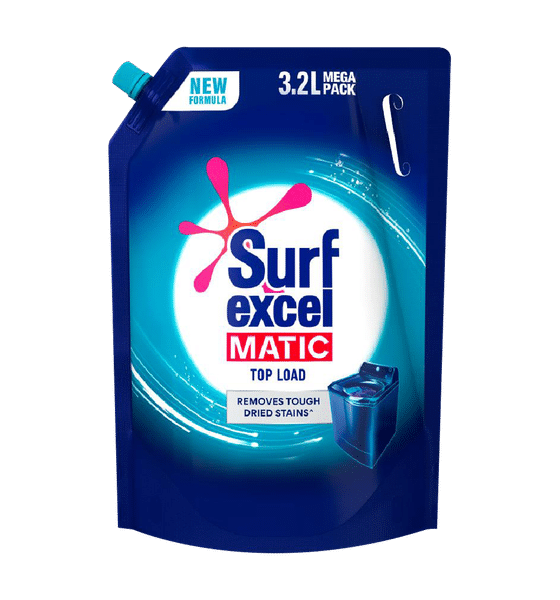 NEW
FORMULA
3.2L MEGA
PACK
Surf
excel
MATIC
TOP LOAD
REMOVES TOUGH
DRIED STAINS^